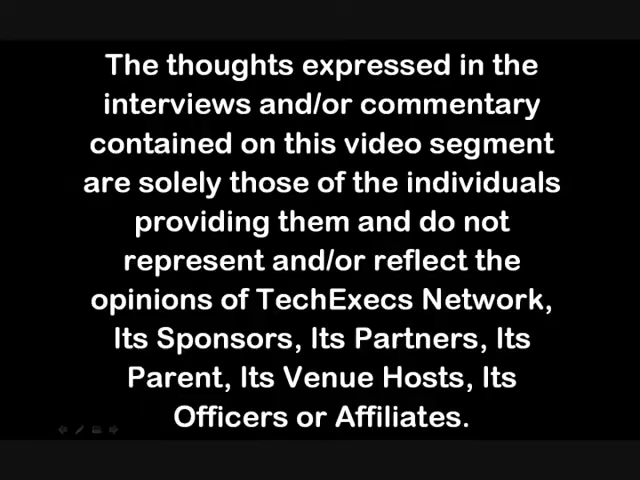 The thoughts expressed in the
interviews and/or commentary
contained on this video segment
are solely those of the individuals
providing them and do not
represent and/or reflect the
opinions of TechExecs Network,
Its Sponsors, Its Partners, Its
Parent, Its Venue Hosts, Its
Officers or Affiliates.